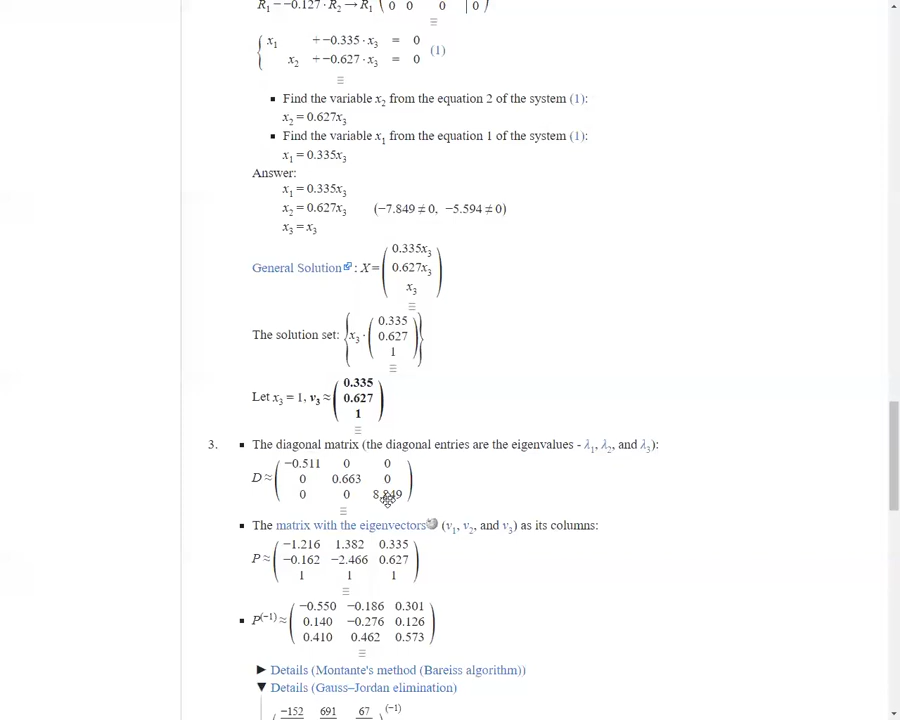 R₁ − −0.127 · R₂ → R₁ ( 0 0 0 | 0 )
{ x₁ + −0.335 · x₃ = 0
x₂ + −0.627 · x₃ = 0 (1)
▪ Find the variable x₂ from the equation 2 of the system (1):
x₂ = 0.627x₃
▪ Find the variable x₁ from the equation 1 of the system (1):
x₁ = 0.335x₃
Answer:
x₁ = 0.335x₃
x₂ = 0.627x₃ (−7.849 ≠ 0, −5.594 ≠ 0)
x₃ = x₃
General Solution : X = ( 0.335x₃
0.627x₃
x₃ )
The solution set: { x₃ · ( 0.335
0.627
1 ) }
Let x₃ = 1, v₃ ≈ ( 0.335
0.627
1 )
3. ▪ The diagonal matrix (the diagonal entries are the eigenvalues - λ₁, λ₂, and λ₃):
D ≈ ( −0.511 0 0
0 0.663 0
0 0 8.849 )
▪ The matrix with the eigenvectors (v₁, v₂, and v₃) as its columns:
P ≈ ( −1.216 1.382 0.335
−0.162 −2.466 0.627
1 1 1 )
▪ P⁽⁻¹⁾ ≈ ( −0.550 −0.186 0.301
0.140 −0.276 0.126
0.410 0.462 0.573 )
► Details (Montante's method (Bareiss algorithm))
▼ Details (Gauss–Jordan elimination)
−152 691 67 (−1)